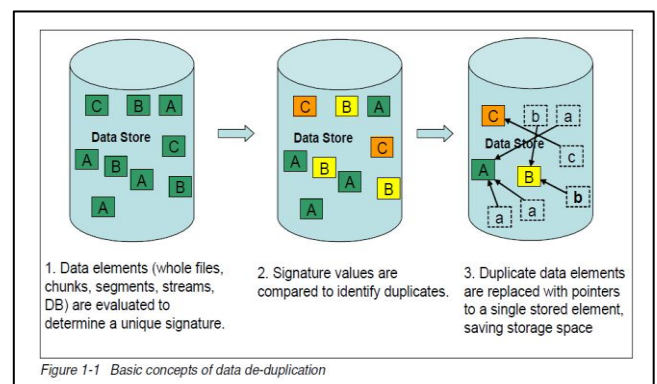 C B A
Data Store
C
A B
A
B
A
C B A
Data Store
C
A
B
A
B
A
C b a
Data Store
c
A B
b
a a
1. Data elements (whole files,
chunks, segments, streams,
DB) are evaluated to
determine a unique signature.
2. Signature values are
compared to identify duplicates.
3. Duplicate data elements
are replaced with pointers
to a single stored element,
saving storage space
Figure 1-1 Basic concepts of data de-duplication